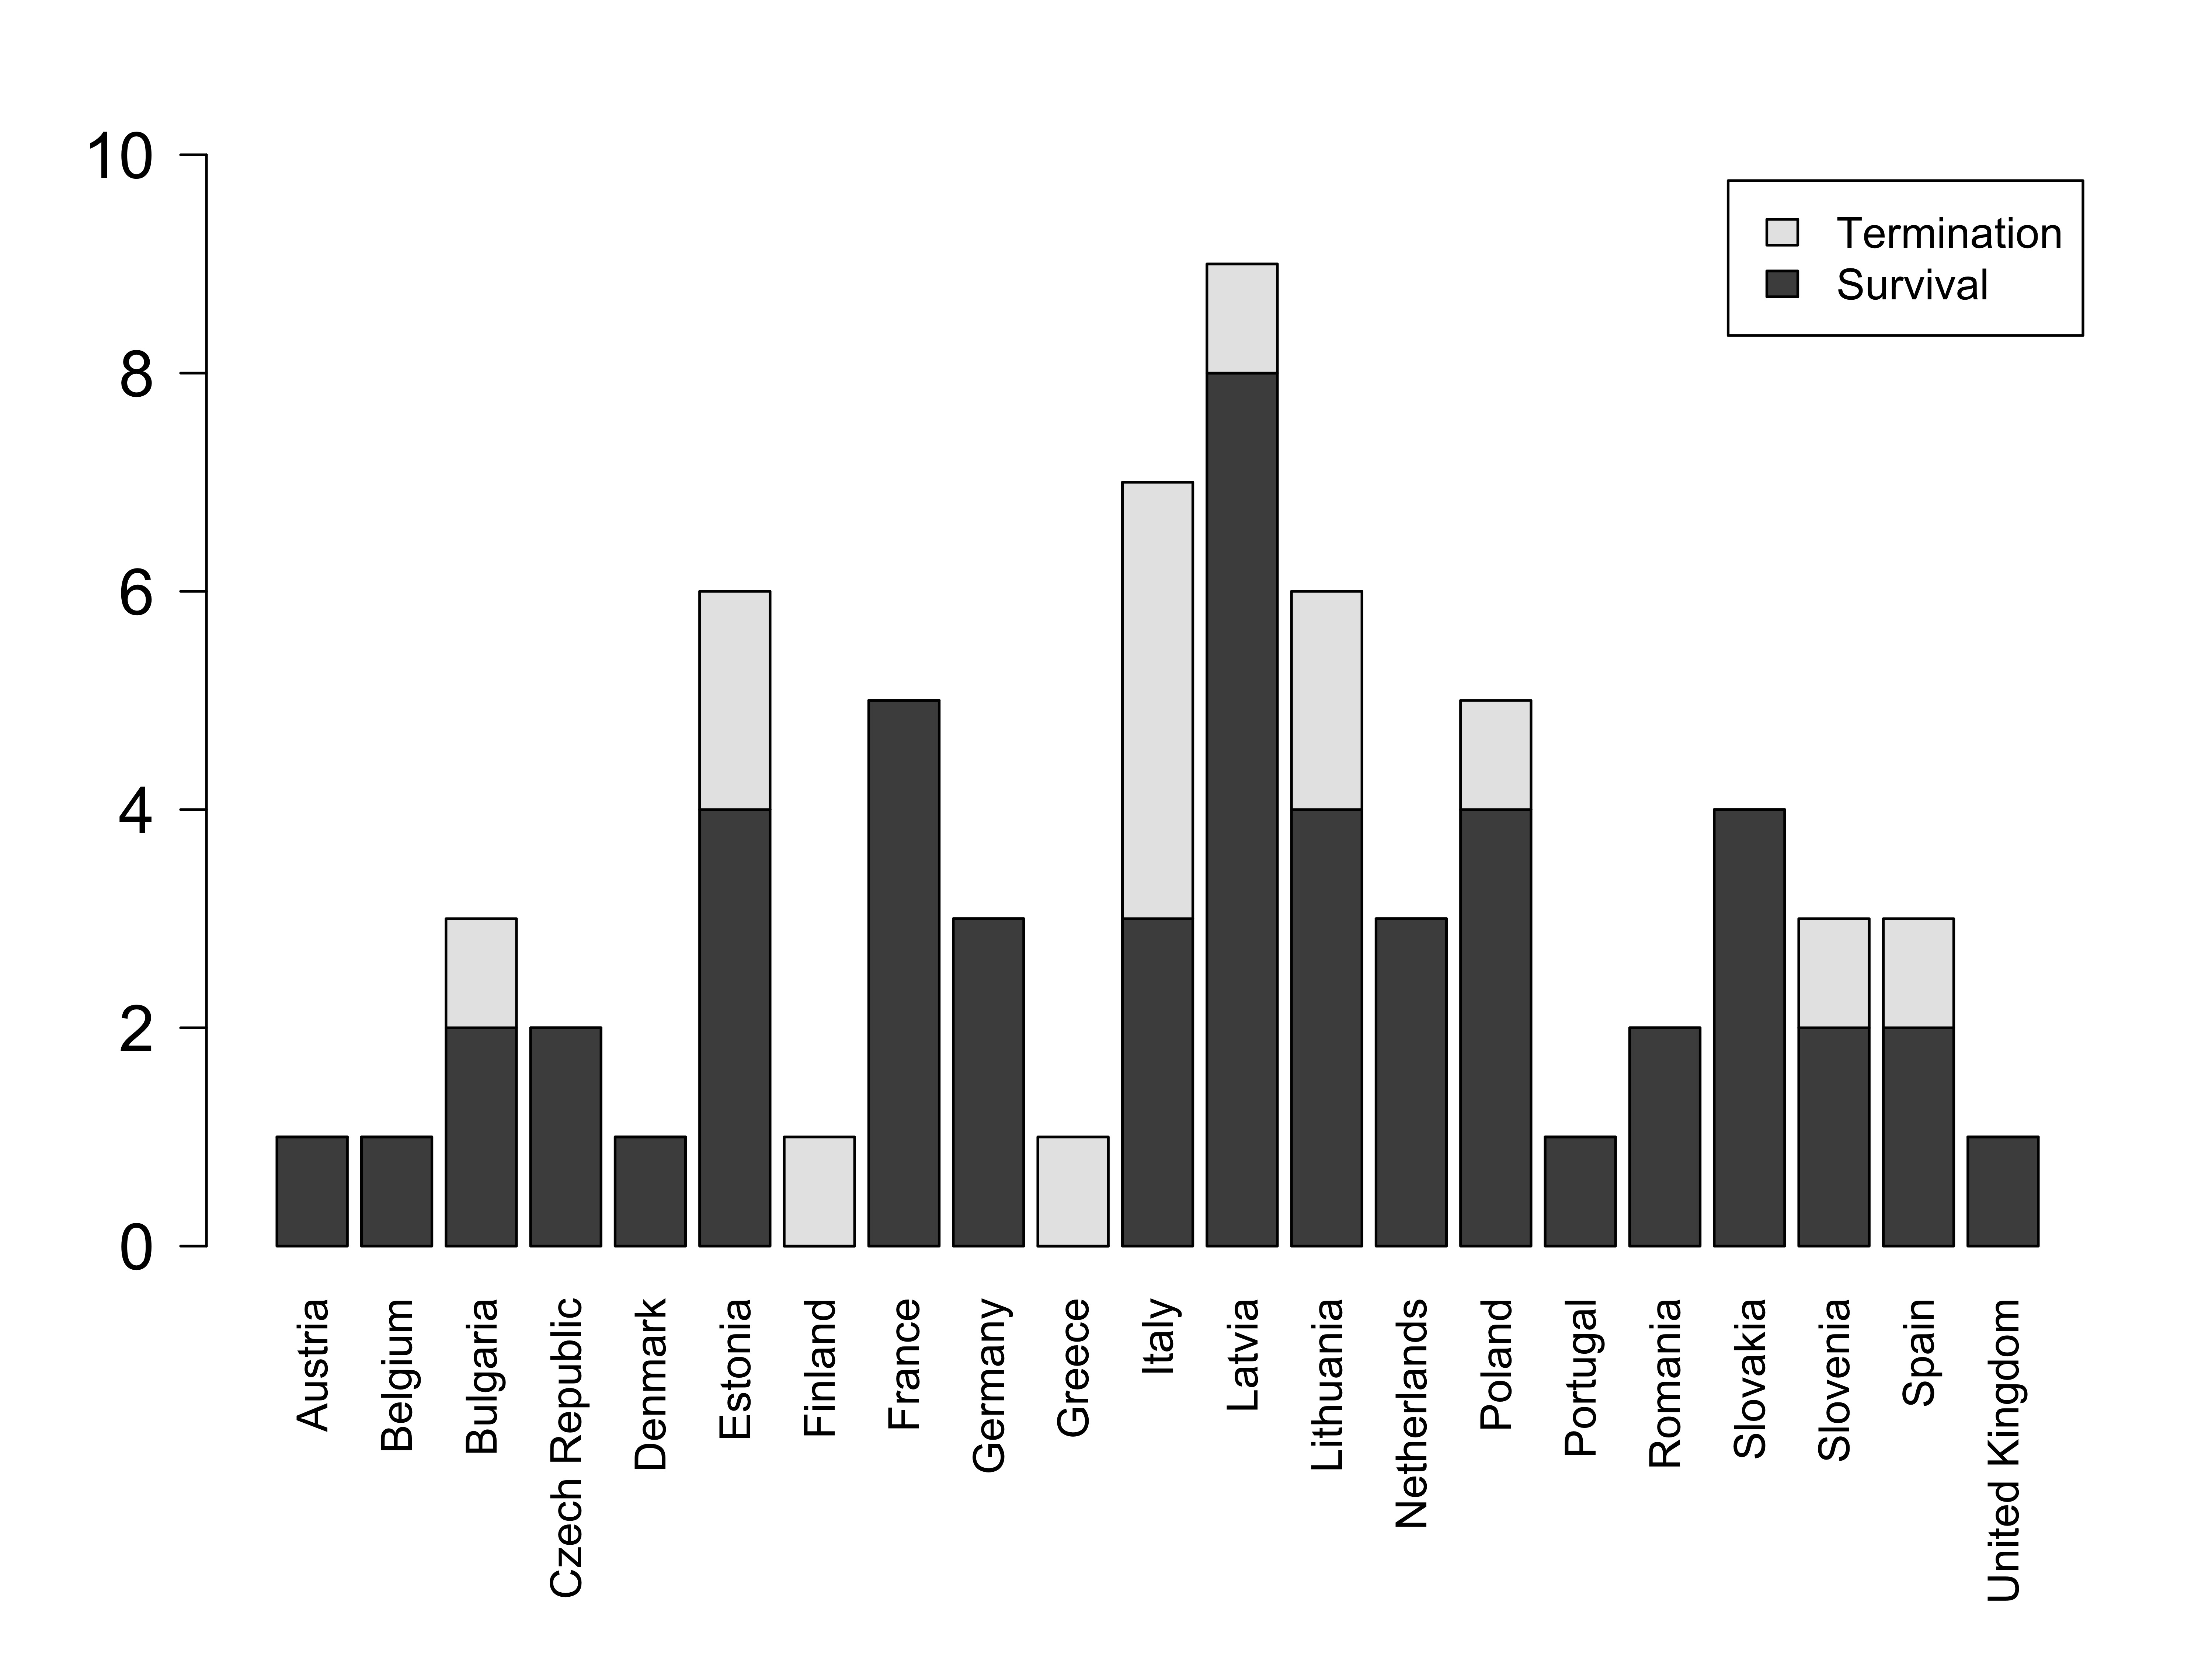 10
8
6
4
2
0
Termination
Survival
Austria
Belgium
Bulgaria
Czech Republic
Denmark
Estonia
Finland
France
Germany
Greece
Italy
Latvia
Lithuania
Netherlands
Poland
Portugal
Romania
Slovakia
Slovenia
Spain
United Kingdom